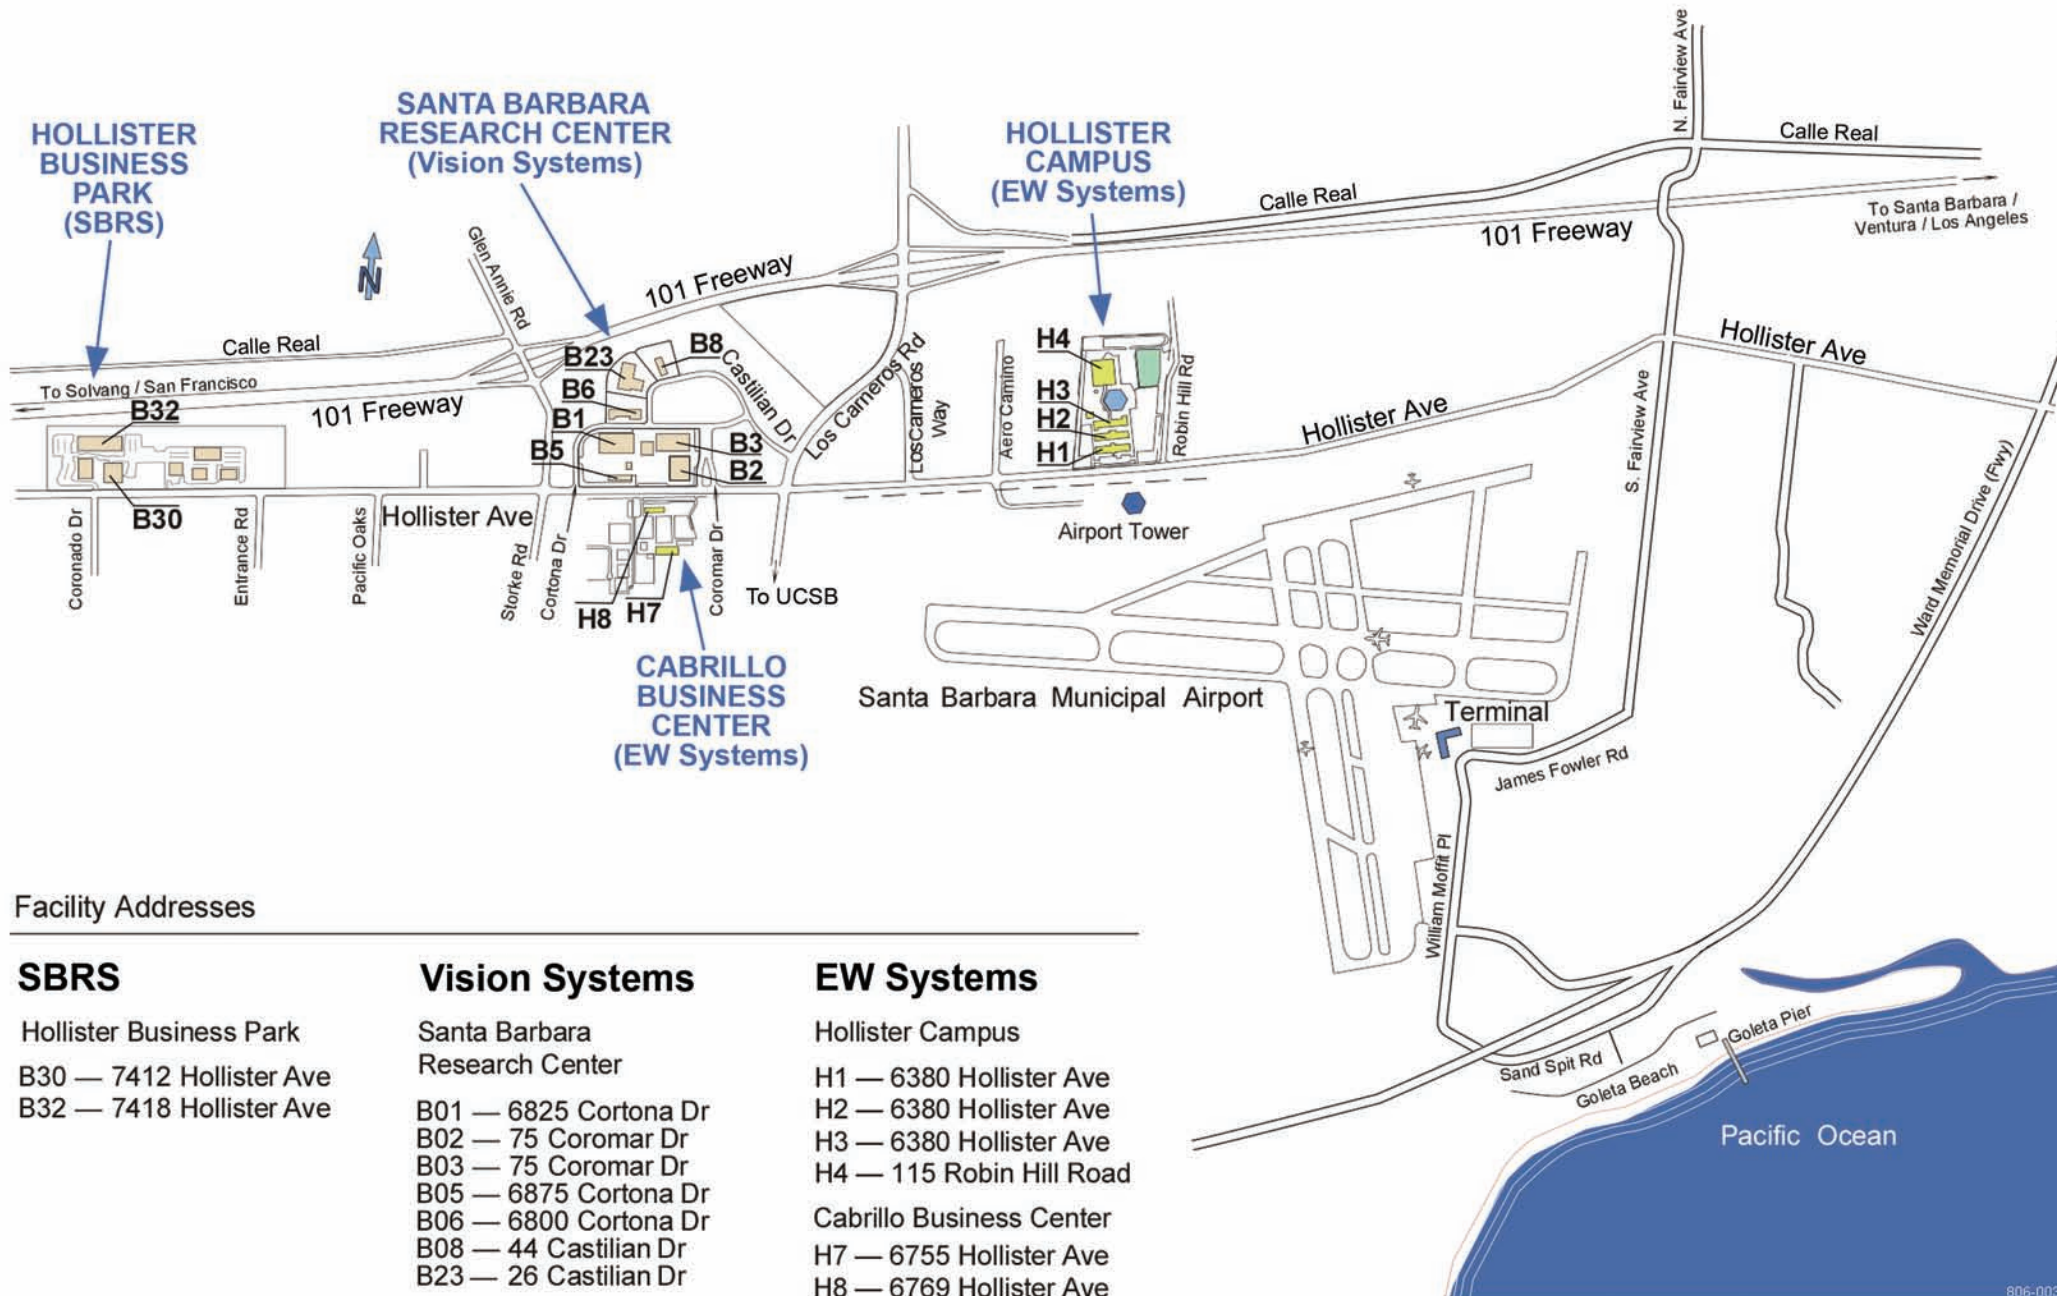 N. Fairview Ave
SANTA BARBARA
RESEARCH CENTER
(Vision Systems)
HOLLISTER
BUSINESS
PARK
(SBRS)
HOLLISTER
CAMPUS
(EW Systems)
Calle Real
Calle Real
To Santa Barbara /
Ventura / Los Angeles
101 Freeway
N
Glen Annie Rd
101 Freeway
Calle Real
To Solvang / San Francisco
101 Freeway
B32
B30
B23
B8
B6
B1
B5
B3
B2
Castilian Dr
Los Carneros Rd
LosCarneros
Way
Aero Camino
H4
H3
H2
H1
Robin Hill Rd
Hollister Ave
Hollister Ave
S. Fairview Ave
Ward Memorial Drive (Fwy)
Coronado Dr
Entrance Rd
Pacific Oaks
Hollister Ave
Storke Rd
Cortona Dr
H8
H7
Coromar Dr
To UCSB
Airport Tower
CABRILLO
BUSINESS
CENTER
(EW Systems)
Santa Barbara Municipal Airport
Terminal
James Fowler Rd
William Moffit Pl
Sand Spit Rd
Goleta Beach
Goleta Pier
Pacific Ocean
Facility Addresses
SBRS
Hollister Business Park
B30 — 7412 Hollister Ave
B32 — 7418 Hollister Ave
Vision Systems
Santa Barbara
Research Center
B01 — 6825 Cortona Dr
B02 — 75 Coromar Dr
B03 — 75 Coromar Dr
B05 — 6875 Cortona Dr
B06 — 6800 Cortona Dr
B08 — 44 Castilian Dr
B23 — 26 Castilian Dr
EW Systems
Hollister Campus
H1 — 6380 Hollister Ave
H2 — 6380 Hollister Ave
H3 — 6380 Hollister Ave
H4 — 115 Robin Hill Road
Cabrillo Business Center
H7 — 6755 Hollister Ave
H8 — 6769 Hollister Ave
806-003